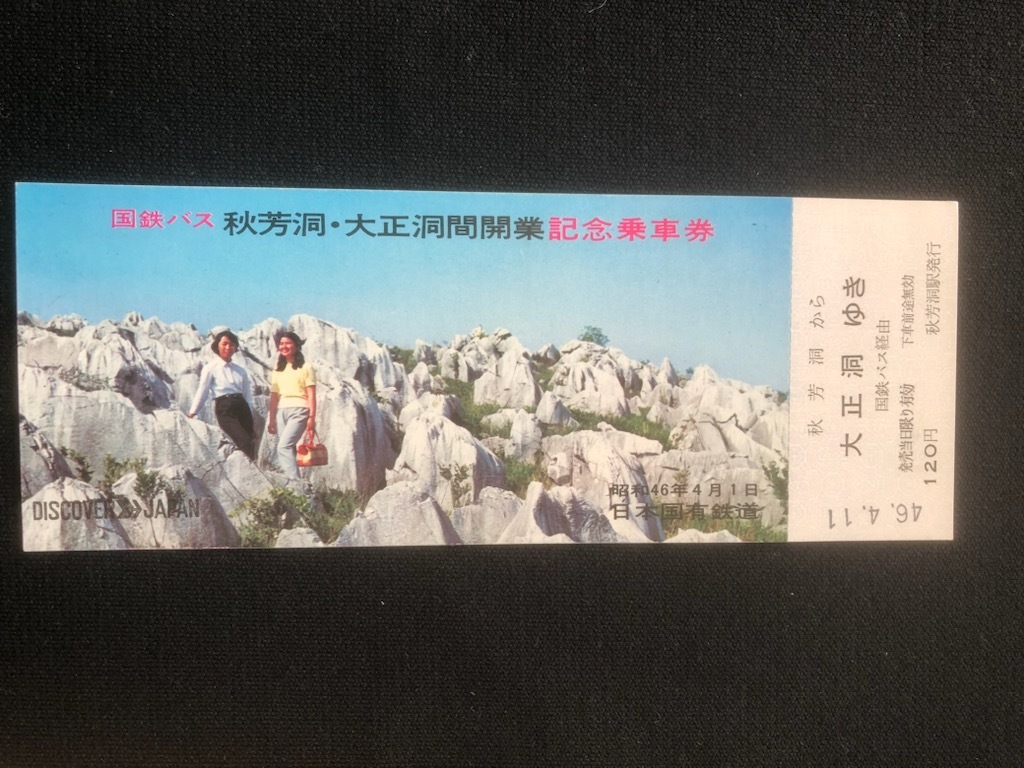 国鉄バス 秋芳洞・大正洞間開業記念乗車券
DISCOVER JAPAN
昭和46年4月1日
日本国有鉄道
秋芳洞から
大正洞ゆき
国鉄バス経由
発売当日限り有効 下車前途無効
120円 秋芳洞駅発行
46.4.11